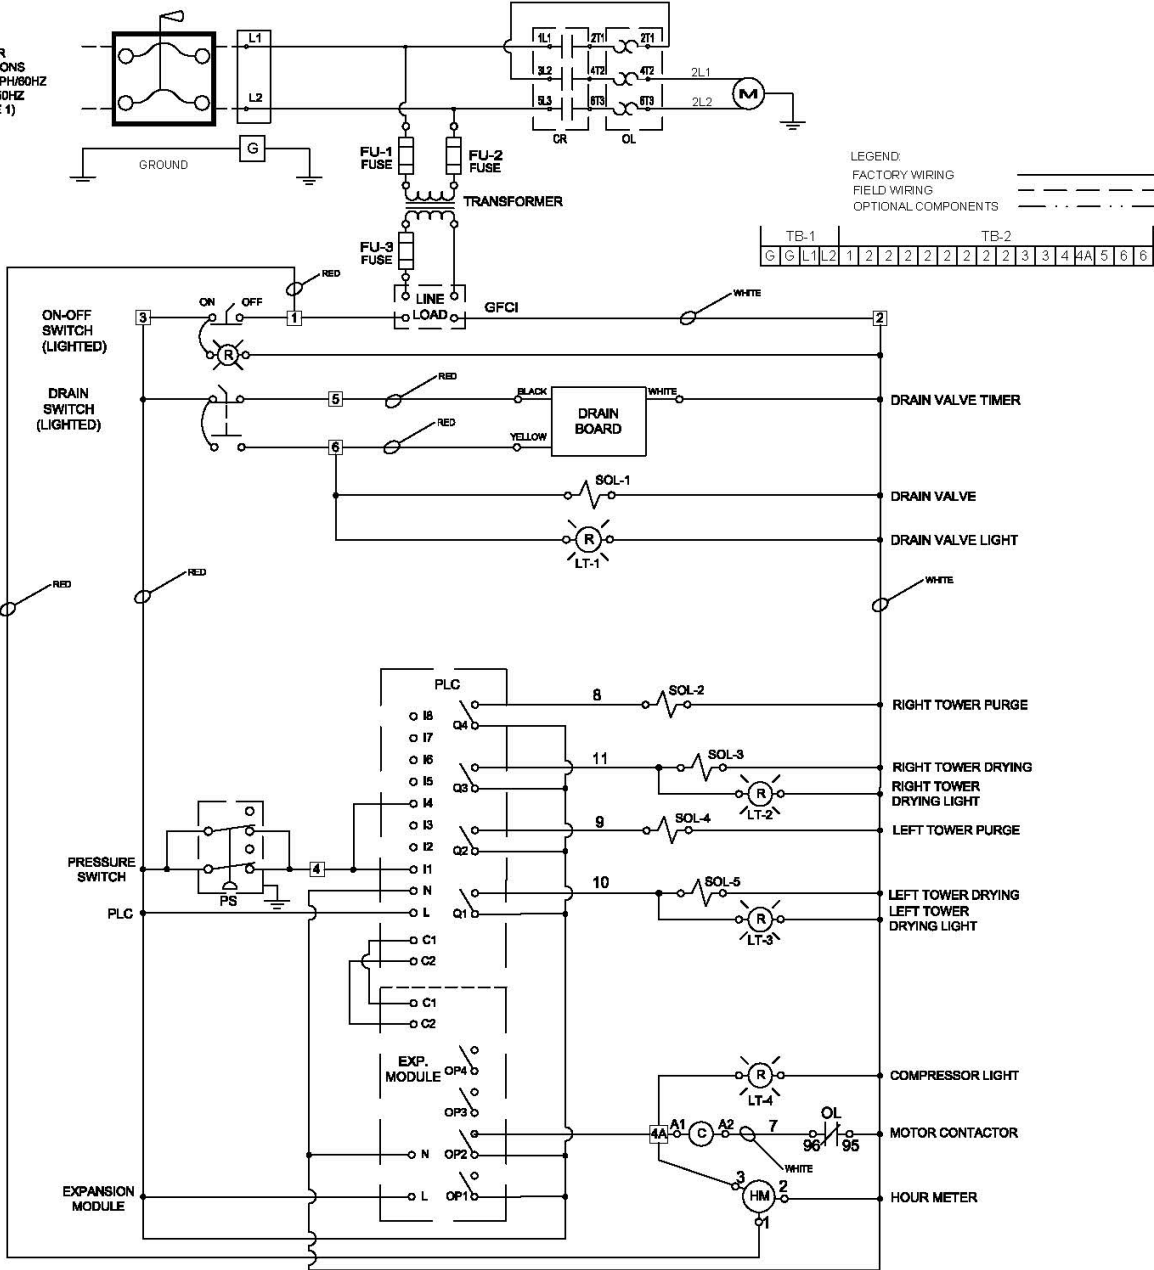 R
ONS
PH/60HZ
50HZ
E 1)
L1
L2
G
GROUND
1L1
2T1
2T1
3L2
4T2
4T2
2L1
5L3
6T3
6T3
2L2
M
CR
OL
FU-1
FUSE
FU-2
FUSE
TRANSFORMER
FU-3
FUSE
LEGEND:
FACTORY WIRING
FIELD WIRING
OPTIONAL COMPONENTS
TB-1
TB-2
G G L1 L2 1 2 2 2 2 2 2 2 2 3 3 4 4A 5 6 6
RED
ON
OFF
LINE
LOAD
GFCI
WHITE
ON-OFF
SWITCH
(LIGHTED)
3
1
2
R
DRAIN
SWITCH
(LIGHTED)
RED
5
BLACK
WHITE
DRAIN
BOARD
DRAIN VALVE TIMER
RED
6
YELLOW
SOL-1
DRAIN VALVE
R
LT-1
DRAIN VALVE LIGHT
RED
RED
WHITE
PLC
8
SOL-2
RIGHT TOWER PURGE
I8
Q4
I7
I6
11
SOL-3
RIGHT TOWER DRYING
I5
Q3
R
LT-2
RIGHT TOWER
DRYING LIGHT
I4
I3
9
SOL-4
LEFT TOWER PURGE
I2
Q2
PRESSURE
SWITCH
4
I1
PS
N
10
SOL-5
LEFT TOWER DRYING
PLC
L
Q1
R
LT-3
LEFT TOWER
DRYING LIGHT
C1
C2
C1
C2
EXP.
MODULE
OP4
OP3
R
LT-4
COMPRESSOR LIGHT
4A
A1
C
A2
7
OL
96
95
MOTOR CONTACTOR
N
OP2
WHITE
EXPANSION
MODULE
L
OP1
3
HM
2
1
HOUR METER